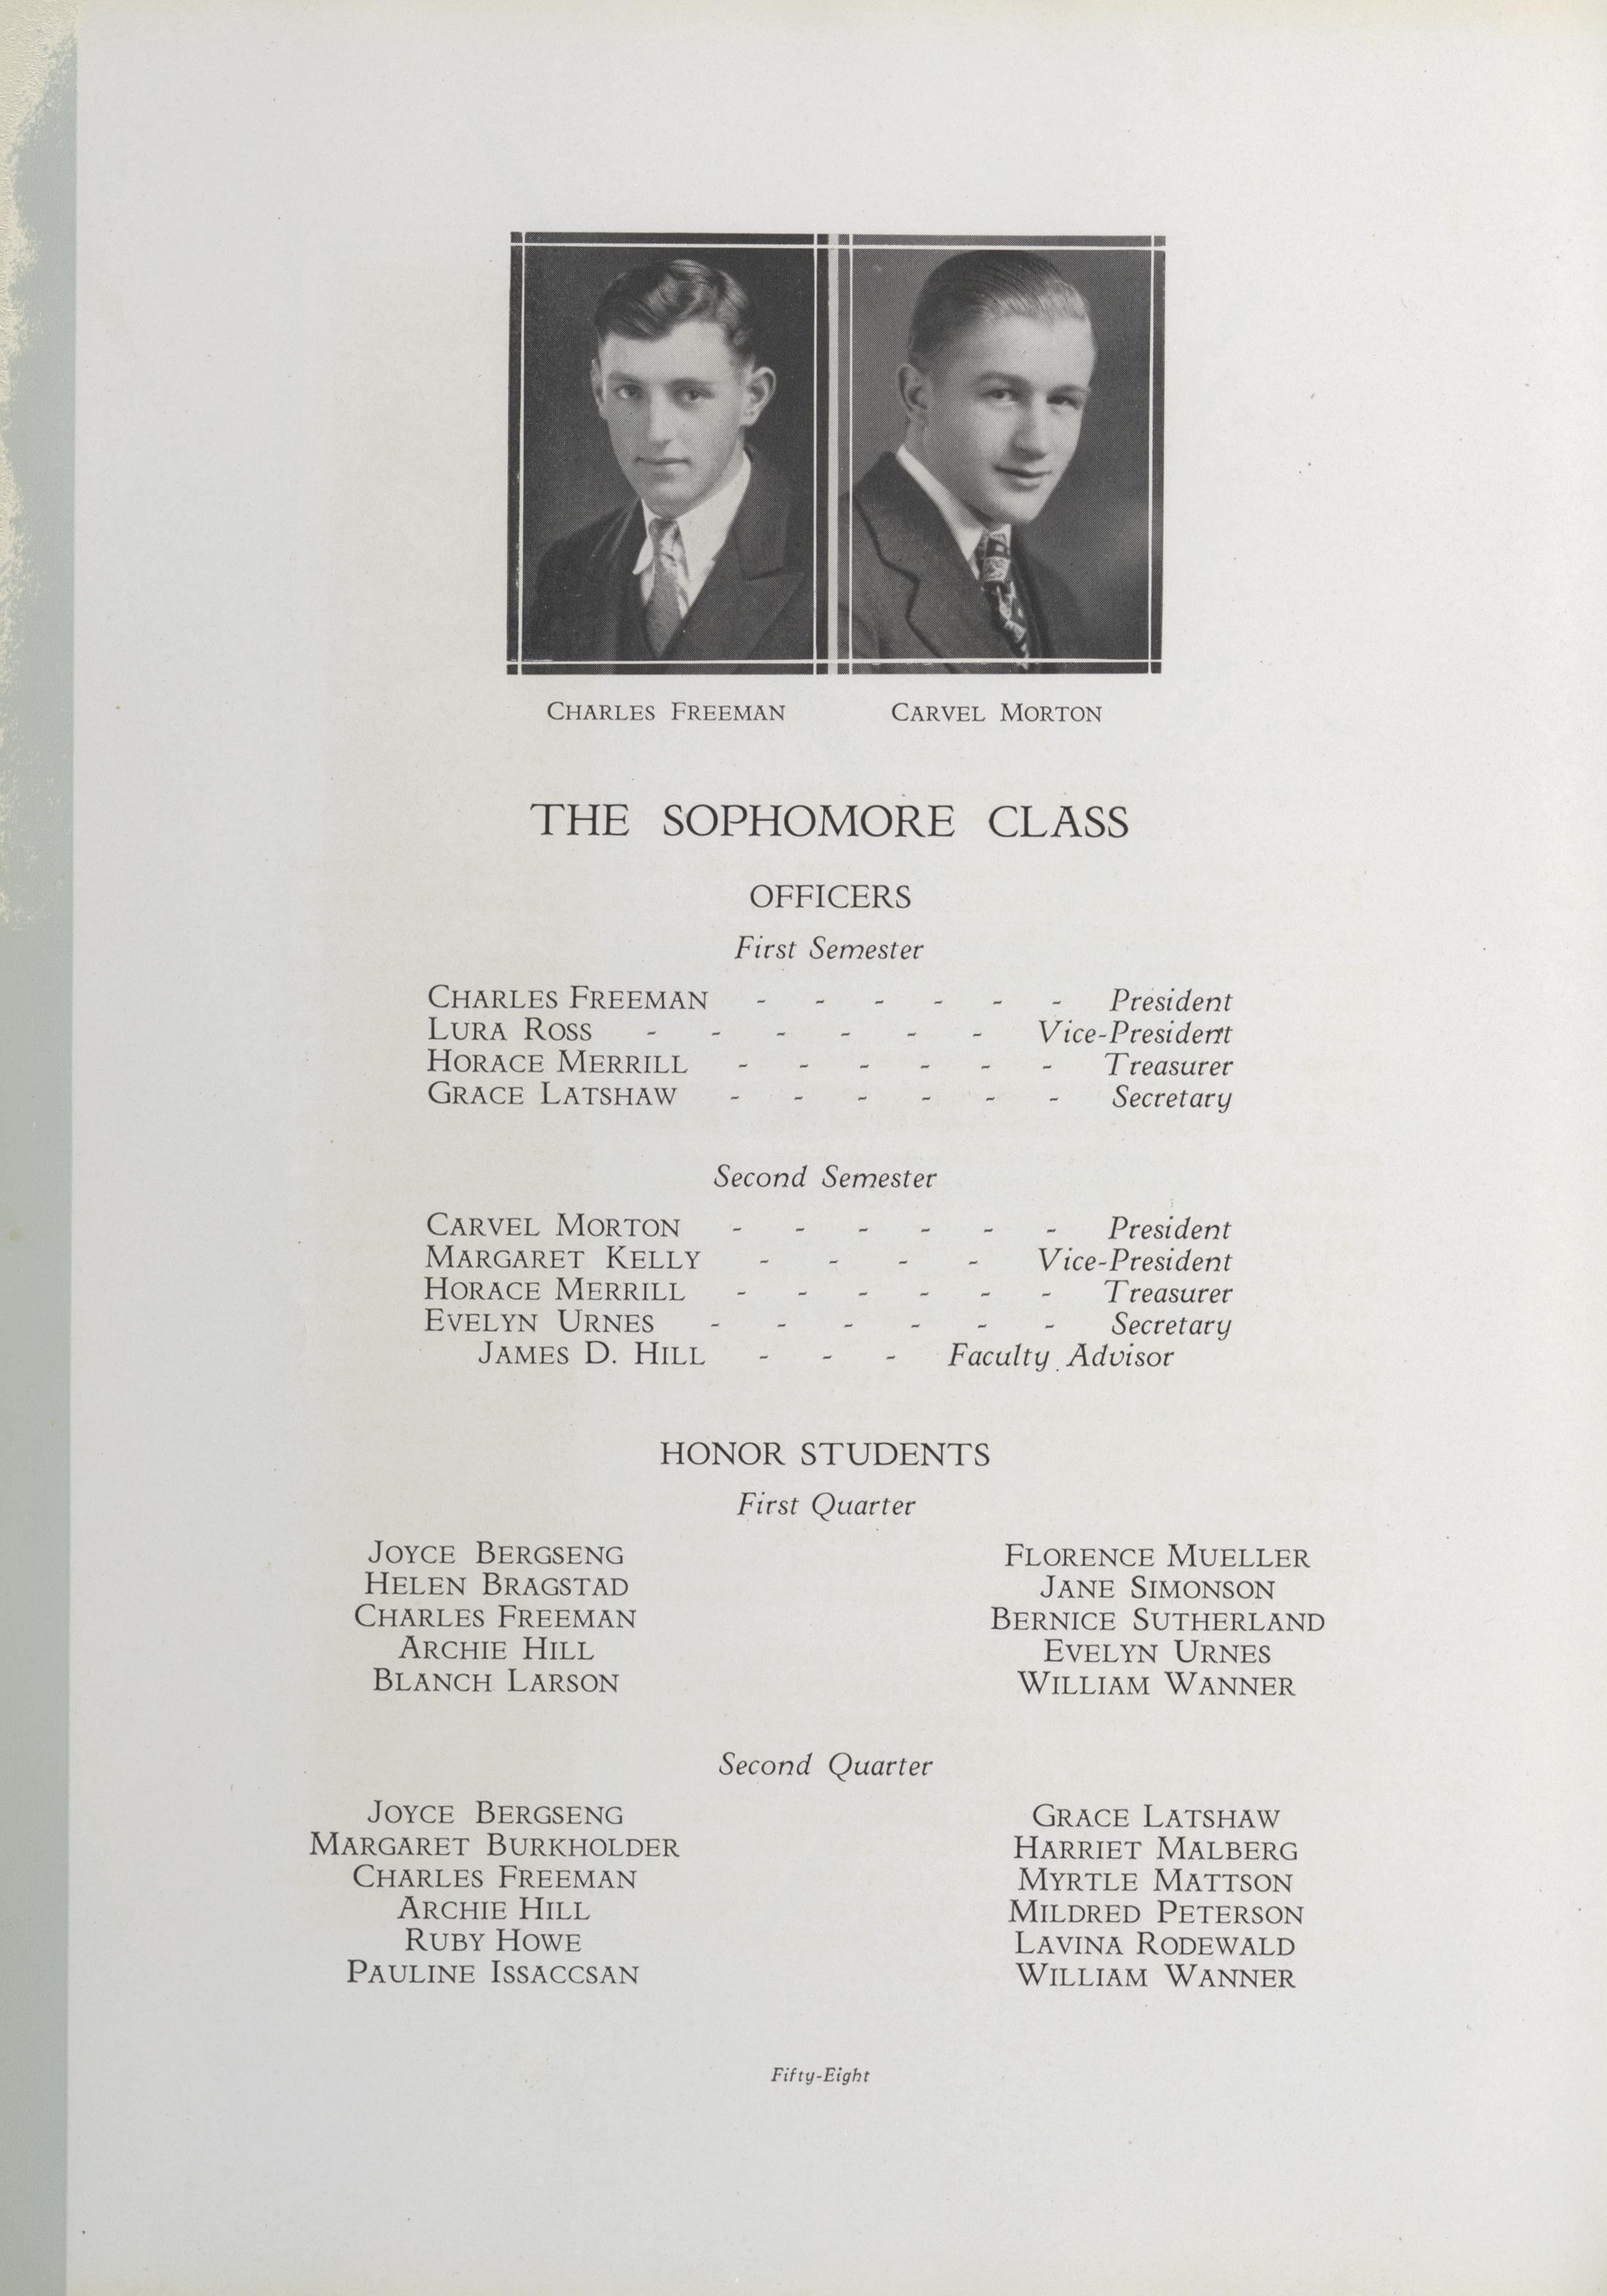 CHARLES FREEMAN CARVEL MORTON
THE SOPHOMORE CLASS
OFFICERS
First Semester
CHARLES FREEMAN - - - - - - President
LURA ROSS - - - - - - Vice-President
HORACE MERRILL - - - - - - Treasurer
GRACE LATSHAW - - - - - - Secretary
Second Semester
CARVEL MORTON - - - - - - President
MARGARET KELLY - - - - Vice-President
HORACE MERRILL - - - - - - Treasurer
EVELYN URNES - - - - - - Secretary
JAMES D. HILL - - - Faculty Advisor
HONOR STUDENTS
First Quarter
JOYCE BERGSENG
HELEN BRAGSTAD
CHARLES FREEMAN
ARCHIE HILL
BLANCH LARSON
FLORENCE MUELLER
JANE SIMONSON
BERNICE SUTHERLAND
EVELYN URNES
WILLIAM WANNER
Second Quarter
JOYCE BERGSENG
MARGARET BURKHOLDER
CHARLES FREEMAN
ARCHIE HILL
RUBY HOWE
PAULINE ISSACCSAN
GRACE LATSHAW
HARRIET MALBERG
MYRTLE MATTSON
MILDRED PETERSON
LAVINA RODEWALD
WILLIAM WANNER
Fifty-Eight